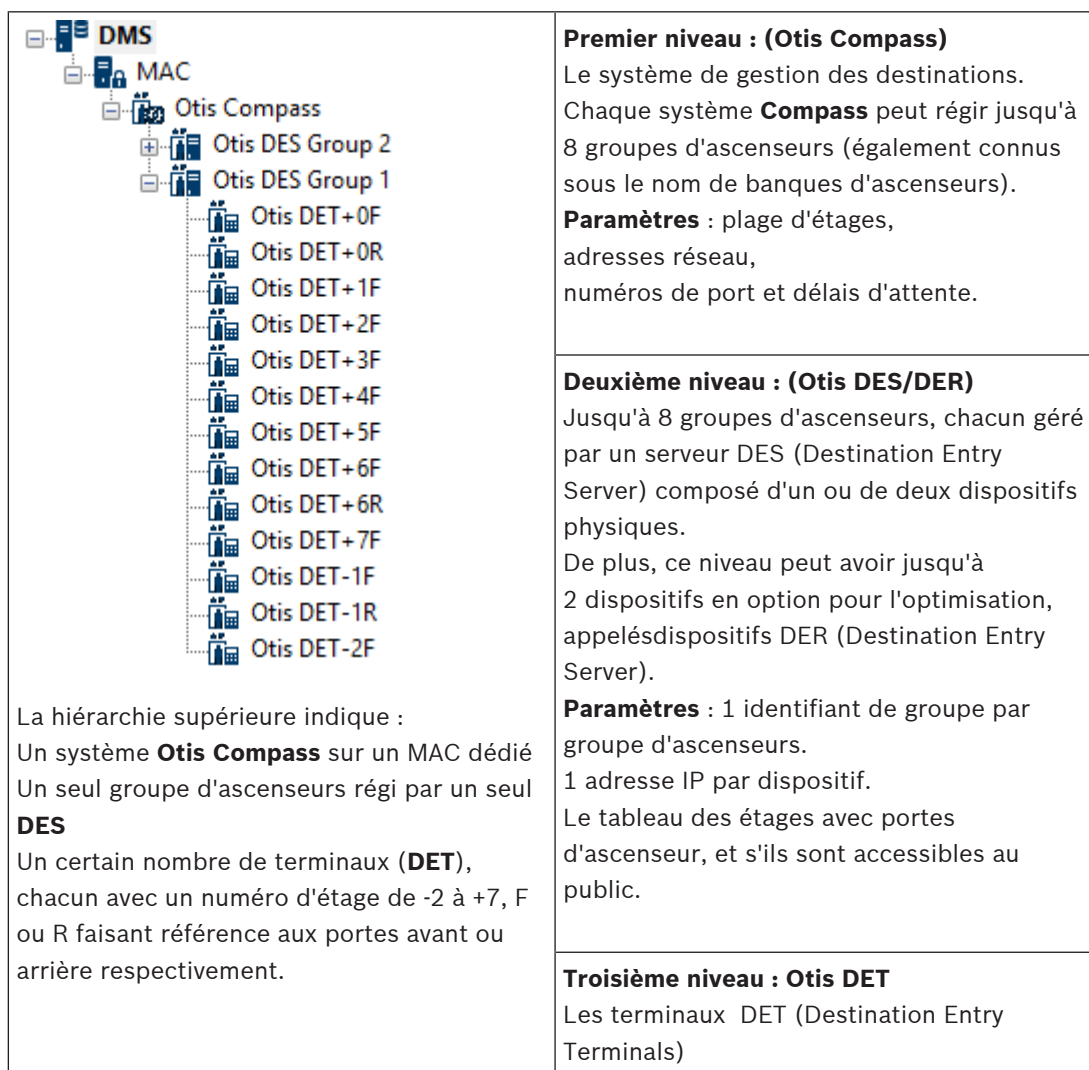 DMS
MAC
Otis Compass
Otis DES Group 2
Otis DES Group 1
Otis DET+0F
Otis DET+0R
Otis DET+1F
Otis DET+2F
Otis DET+3F
Otis DET+4F
Otis DET+5F
Otis DET+6F
Otis DET+6R
Otis DET+7F
Otis DET-1F
Otis DET-1R
Otis DET-2F
La hiérarchie supérieure indique :
Un système Otis Compass sur un MAC dédié
Un seul groupe d'ascenseurs régi par un seul
DES
Un certain nombre de terminaux (DET),
chacun avec un numéro d'étage de -2 à +7, F
ou R faisant référence aux portes avant ou
arrière respectivement.
Premier niveau : (Otis Compass)
Le système de gestion des destinations.
Chaque système Compass peut régir jusqu'à
8 groupes d'ascenseurs (également connus
sous le nom de banques d'ascenseurs).
Paramètres : plage d'étages,
adresses réseau,
numéros de port et délais d'attente.
Deuxième niveau : (Otis DES/DER)
Jusqu'à 8 groupes d'ascenseurs, chacun géré
par un serveur DES (Destination Entry
Server) composé d'un ou de deux dispositifs
physiques.
De plus, ce niveau peut avoir jusqu'à
2 dispositifs en option pour l'optimisation,
appelésdispositifs DER (Destination Entry
Server).
Paramètres : 1 identifiant de groupe par
groupe d'ascenseurs.
1 adresse IP par dispositif.
Le tableau des étages avec portes
d'ascenseur, et s'ils sont accessibles au
public.
Troisième niveau : Otis DET
Les terminaux DET (Destination Entry
Terminals)